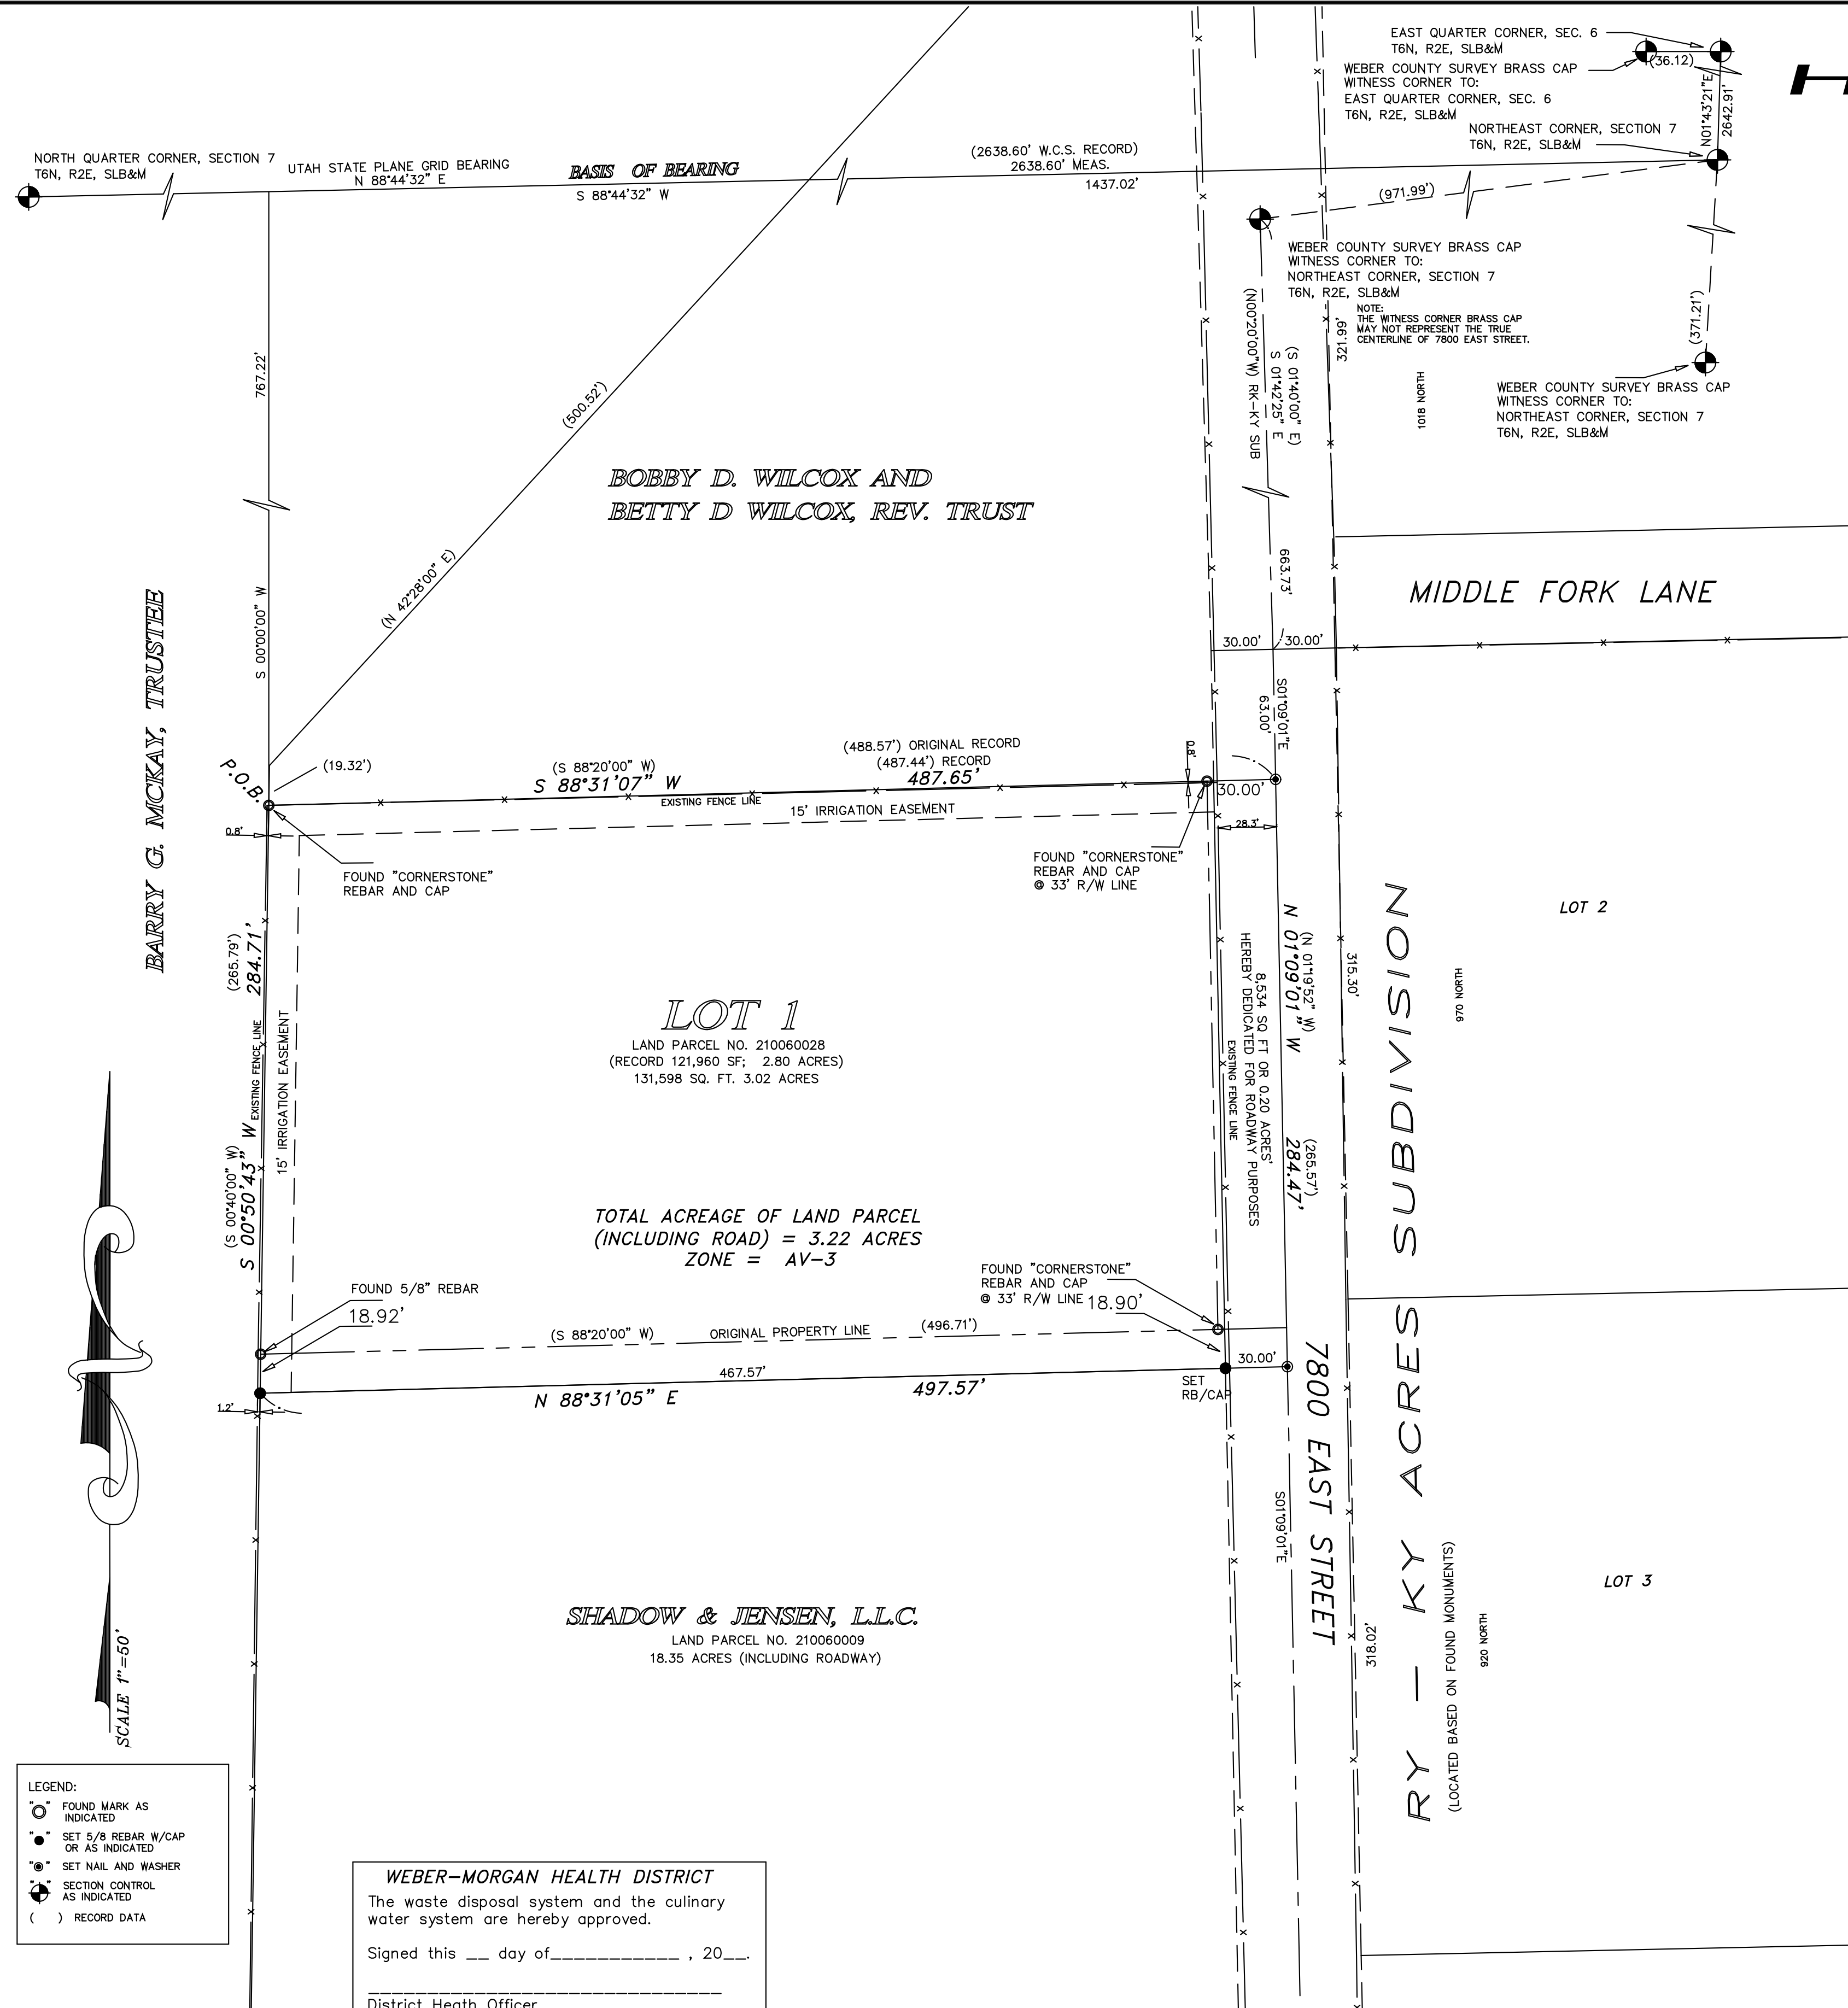 EAST QUARTER CORNER, SEC. 6
T6N, R2E, SLB&M
(36.12)
WEBER COUNTY SURVEY BRASS CAP
WITNESS CORNER TO:
EAST QUARTER CORNER, SEC. 6
T6N, R2E, SLB&M
N01°43'21"E
2642.91'
NORTHEAST CORNER, SECTION 7
T6N, R2E, SLB&M
NORTH QUARTER CORNER, SECTION 7
T6N, R2E, SLB&M
UTAH STATE PLANE GRID BEARING
N 88°44'32" E
BASIS OF BEARING
S 88°44'32" W
(2638.60' W.C.S. RECORD)
2638.60' MEAS.
1437.02'
(971.99')
WEBER COUNTY SURVEY BRASS CAP
WITNESS CORNER TO:
NORTHEAST CORNER, SECTION 7
T6N, R2E, SLB&M
NOTE:
THE WITNESS CORNER BRASS CAP
MAY NOT REPRESENT THE TRUE
CENTERLINE OF 7800 EAST STREET.
(371.21')
WEBER COUNTY SURVEY BRASS CAP
WITNESS CORNER TO:
NORTHEAST CORNER, SECTION 7
T6N, R2E, SLB&M
1018 NORTH
321.99'
(S 01°40'00" E)
S 01°42'25" E
(N00°20'00"W) RK-KY SUB
663.73'
767.22'
S 00°00'00" W
(500.52')
(N 42°28'00" E)
BOBBY D. WILCOX AND
BETTY D WILCOX, REV. TRUST
BARRY G. MCKAY, TRUSTEE
MIDDLE FORK LANE
30.00'
30.00'
S01°09'01"E
63.00'
P.O.B.
(19.32')
(S 88°20'00" W)
S 88°31'07" W
(488.57') ORIGINAL RECORD
(487.44') RECORD
487.65'
EXISTING FENCE LINE
15' IRRIGATION EASEMENT
0.8'
30.00'
28.3'
0.8'
FOUND "CORNERSTONE"
REBAR AND CAP
FOUND "CORNERSTONE"
REBAR AND CAP
@ 33' R/W LINE
(265.79')
284.71'
EXISTING FENCE LINE
15' IRRIGATION EASEMENT
(S 00°40'00" W)
S 00°50'43" W
LOT 1
LAND PARCEL NO. 210060028
(RECORD 121,960 SF; 2.80 ACRES)
131,598 SQ. FT. 3.02 ACRES
TOTAL ACREAGE OF LAND PARCEL
(INCLUDING ROAD) = 3.22 ACRES
ZONE = AV-3
8,534 SQ FT OR 0.20 ACRES'
HEREBY DEDICATED FOR ROADWAY PURPOSES
EXISTING FENCE LINE
(N 01°19'52" W)
N 01°09'01" W
(265.57')
284.47'
315.30'
LOT 2
970 NORTH
FOUND 5/8" REBAR
18.92'
FOUND "CORNERSTONE"
REBAR AND CAP
@ 33' R/W LINE
18.90'
(S 88°20'00" W)
ORIGINAL PROPERTY LINE
(496.71')
467.57'
30.00'
N 88°31'05" E
497.57'
SET
RB/CAP
1.2'
7800 EAST STREET
S01°09'01"E
RY - KY ACRES SUBDIVISION
(LOCATED BASED ON FOUND MONUMENTS)
318.02'
LOT 3
920 NORTH
SHADOW & JENSEN, L.L.C.
LAND PARCEL NO. 210060009
18.35 ACRES (INCLUDING ROADWAY)
SCALE 1"=50'
LEGEND:
" " FOUND MARK AS
INDICATED
" " SET 5/8 REBAR W/CAP
OR AS INDICATED
" " SET NAIL AND WASHER
" " SECTION CONTROL
AS INDICATED
( ) RECORD DATA
WEBER-MORGAN HEALTH DISTRICT
The waste disposal system and the culinary
water system are hereby approved.
Signed this __ day of___________ , 20__.
______________________________
District Heath Officer